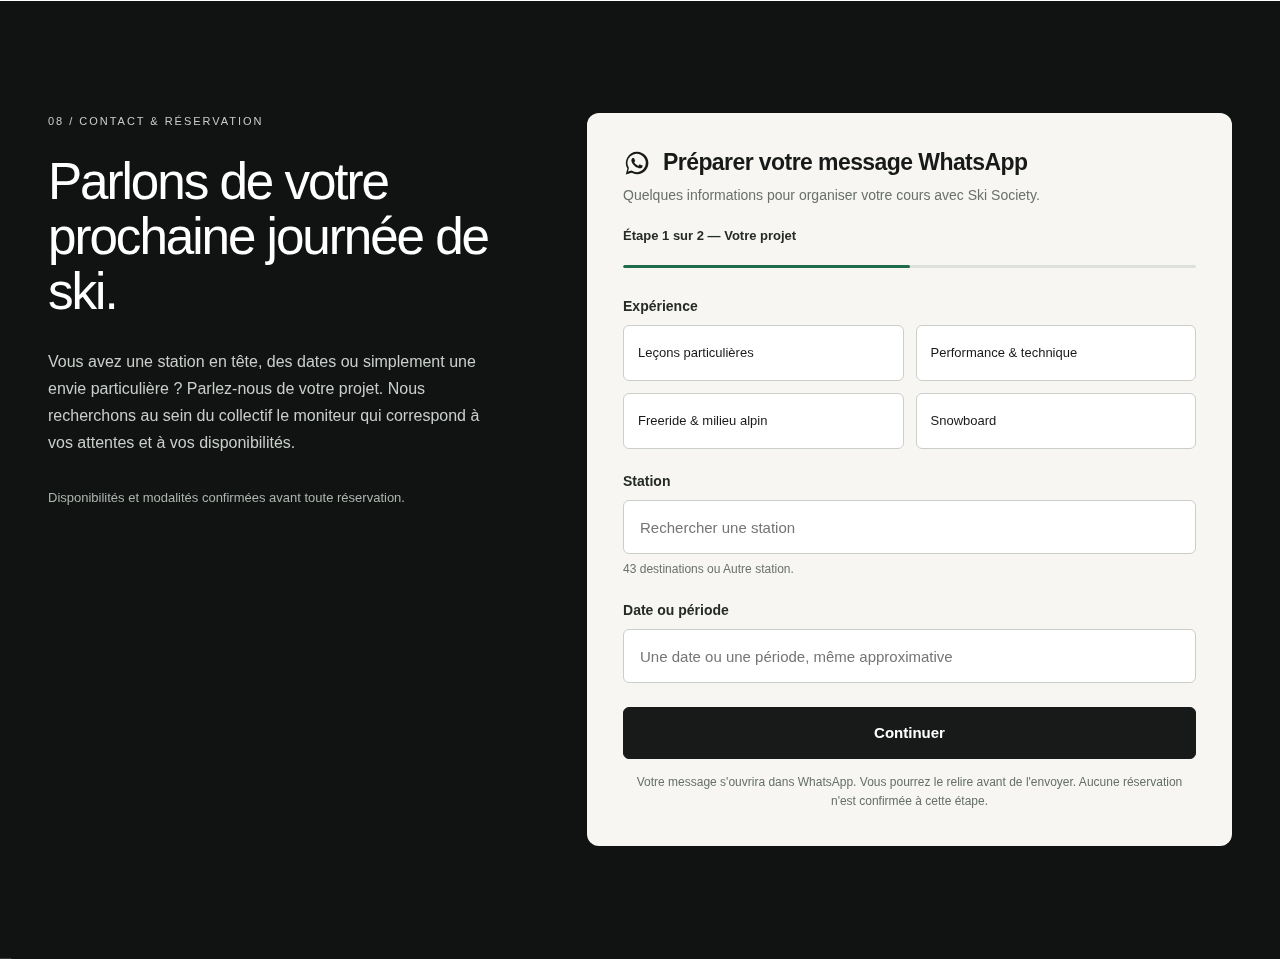 08 / CONTACT & RÉSERVATION
Parlons de votre
prochaine journée de
ski.
Vous avez une station en tête, des dates ou simplement une
envie particulière ? Parlez-nous de votre projet. Nous
recherchons au sein du collectif le moniteur qui correspond à
vos attentes et à vos disponibilités.
Disponibilités et modalités confirmées avant toute réservation.
Préparer votre message WhatsApp
Quelques informations pour organiser votre cours avec Ski Society.
Étape 1 sur 2 — Votre projet
Expérience
Leçons particulières
Performance & technique
Freeride & milieu alpin
Snowboard
Station
Rechercher une station
43 destinations ou Autre station.
Date ou période
Une date ou une période, même approximative
Continuer
Votre message s'ouvrira dans WhatsApp. Vous pourrez le relire avant de l'envoyer. Aucune réservation
n'est confirmée à cette étape.